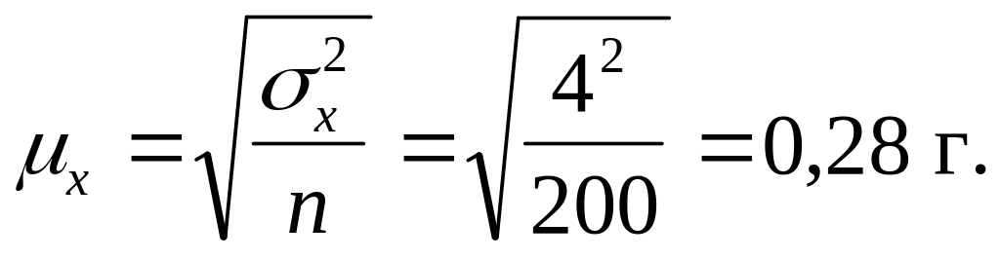 μₓ = √(σₓ² / n) = √(4² / 200) = 0,28 г.